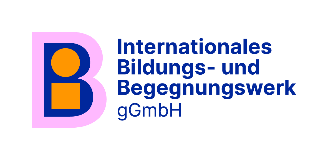 Internationales
Bildungs- und
Begegnungswerk
gGmbH